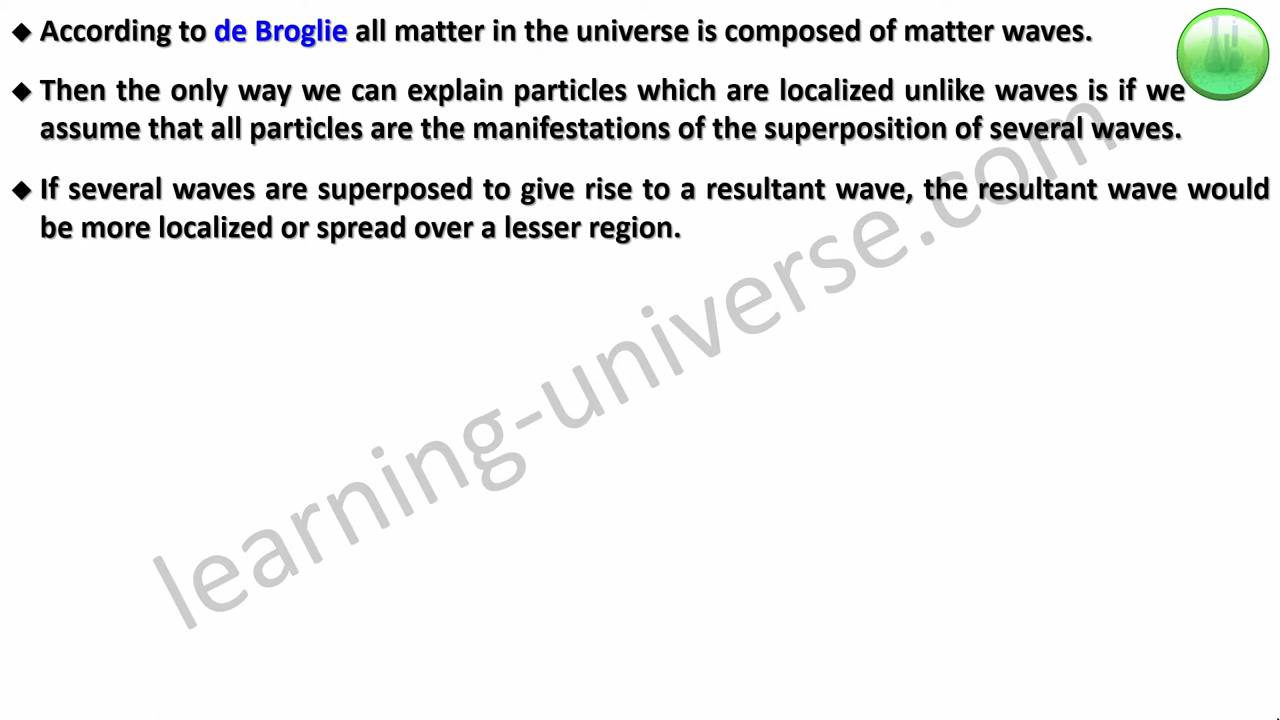 ◆ According to de Broglie all matter in the universe is composed of matter waves.
◆ Then the only way we can explain particles which are localized unlike waves is if we
assume that all particles are the manifestations of the superposition of several waves.
◆ If several waves are superposed to give rise to a resultant wave, the resultant wave would
be more localized or spread over a lesser region.
learning-universe.com